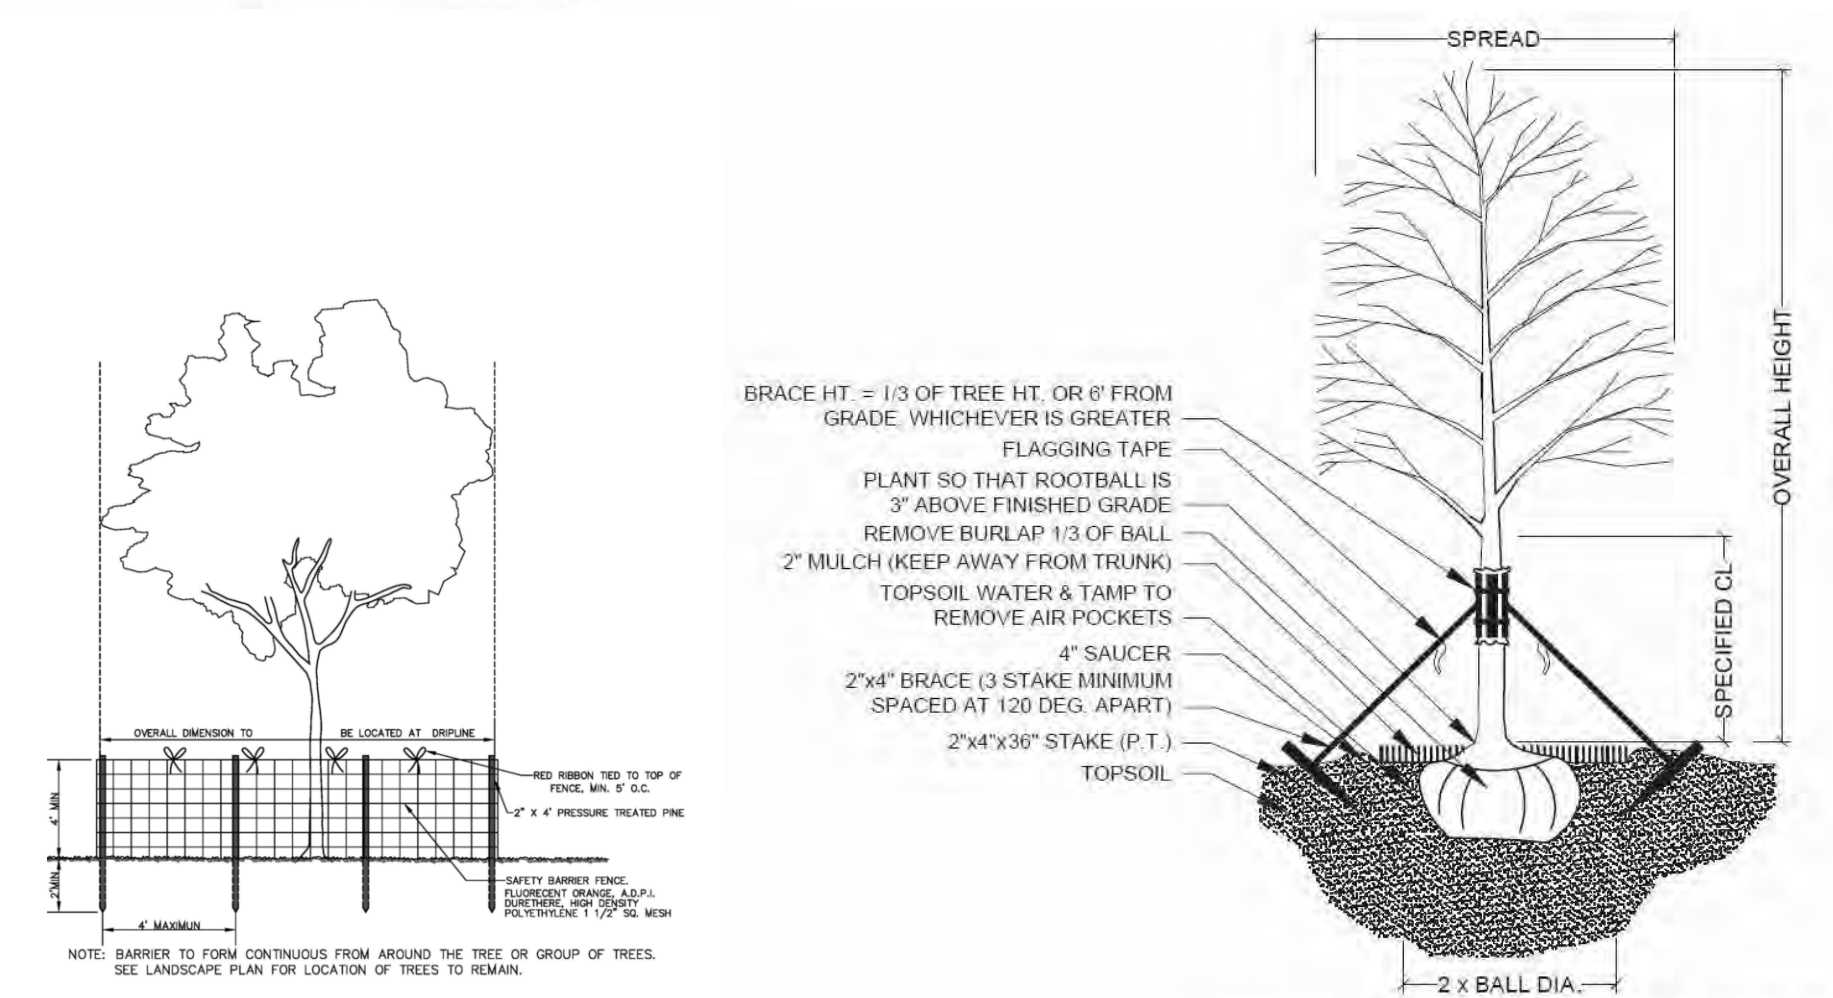 OVERALL DIMENSION TO BE LOCATED AT DRIPLINE
RED RIBBON TIED TO TOP OF
FENCE, MIN. 5' O.C.
2" X 4' PRESSURE TREATED PINE
4' MIN
2'MIN.
SAFETY BARRIER FENCE.
FLUORECENT ORANGE, A.D.P.I.
DURETHERE, HIGH DENSITY
POLYETHYLENE 1 1/2" SQ. MESH
4' MAXIMUN
NOTE: BARRIER TO FORM CONTINUOUS FROM AROUND THE TREE OR GROUP OF TREES.
SEE LANDSCAPE PLAN FOR LOCATION OF TREES TO REMAIN.
SPREAD
BRACE HT. = 1/3 OF TREE HT. OR 6' FROM
GRADE, WHICHEVER IS GREATER
FLAGGING TAPE
PLANT SO THAT ROOTBALL IS
3" ABOVE FINISHED GRADE
REMOVE BURLAP 1/3 OF BALL
2" MULCH (KEEP AWAY FROM TRUNK)
TOPSOIL WATER & TAMP TO
REMOVE AIR POCKETS
4" SAUCER
2"x4" BRACE (3 STAKE MINIMUM
SPACED AT 120 DEG. APART)
2"x4"x36" STAKE (P.T.)
TOPSOIL
OVERALL HEIGHT
SPECIFIED CL
2 x BALL DIA.